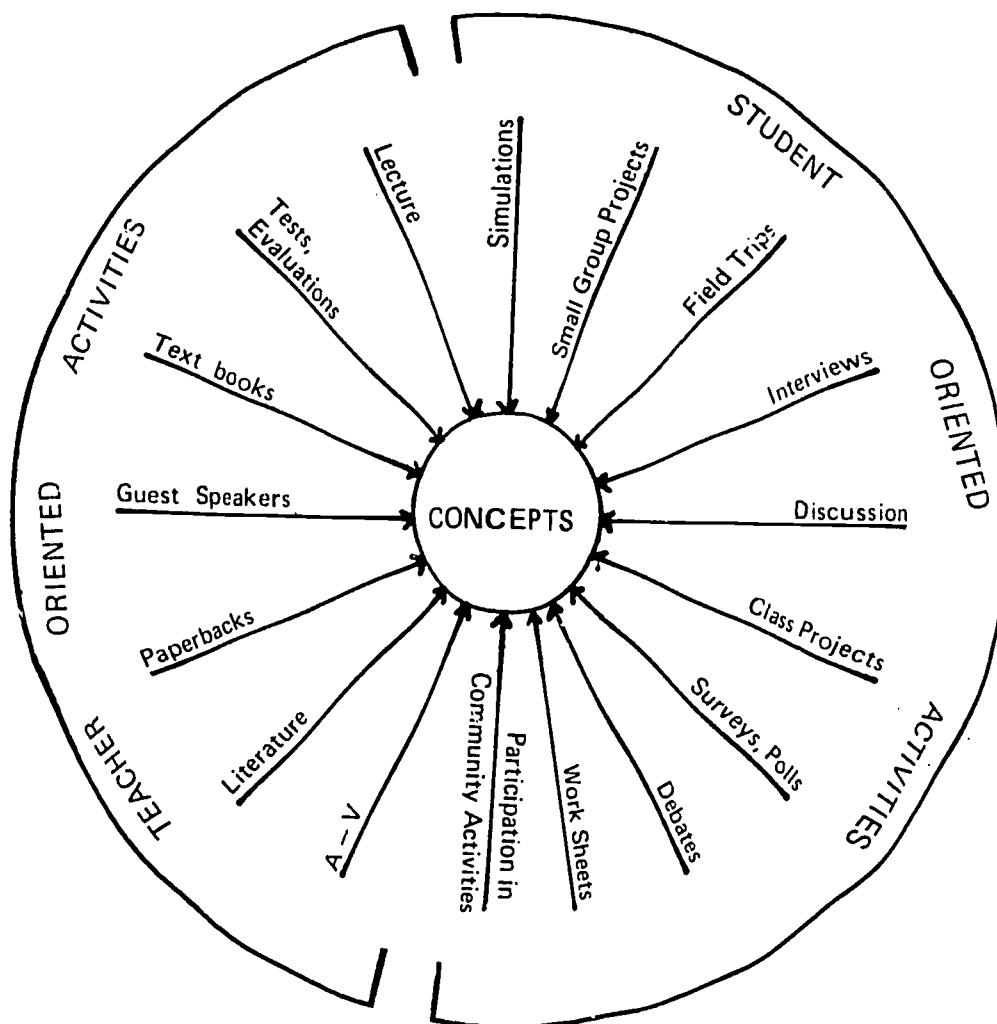 STUDENT
ORIENTED
ACTIVITIES
TEACHER
ORIENTED
ACTIVITIES
Lecture
Simulations
Small Group Projects
Field Trips
Interviews
Discussion
Class Projects
Surveys, Polls
Debates
Work Sheets
Participation in
Community Activities
A – V
Literature
Paperbacks
Guest Speakers
Text books
Tests,
Evaluations
CONCEPTS